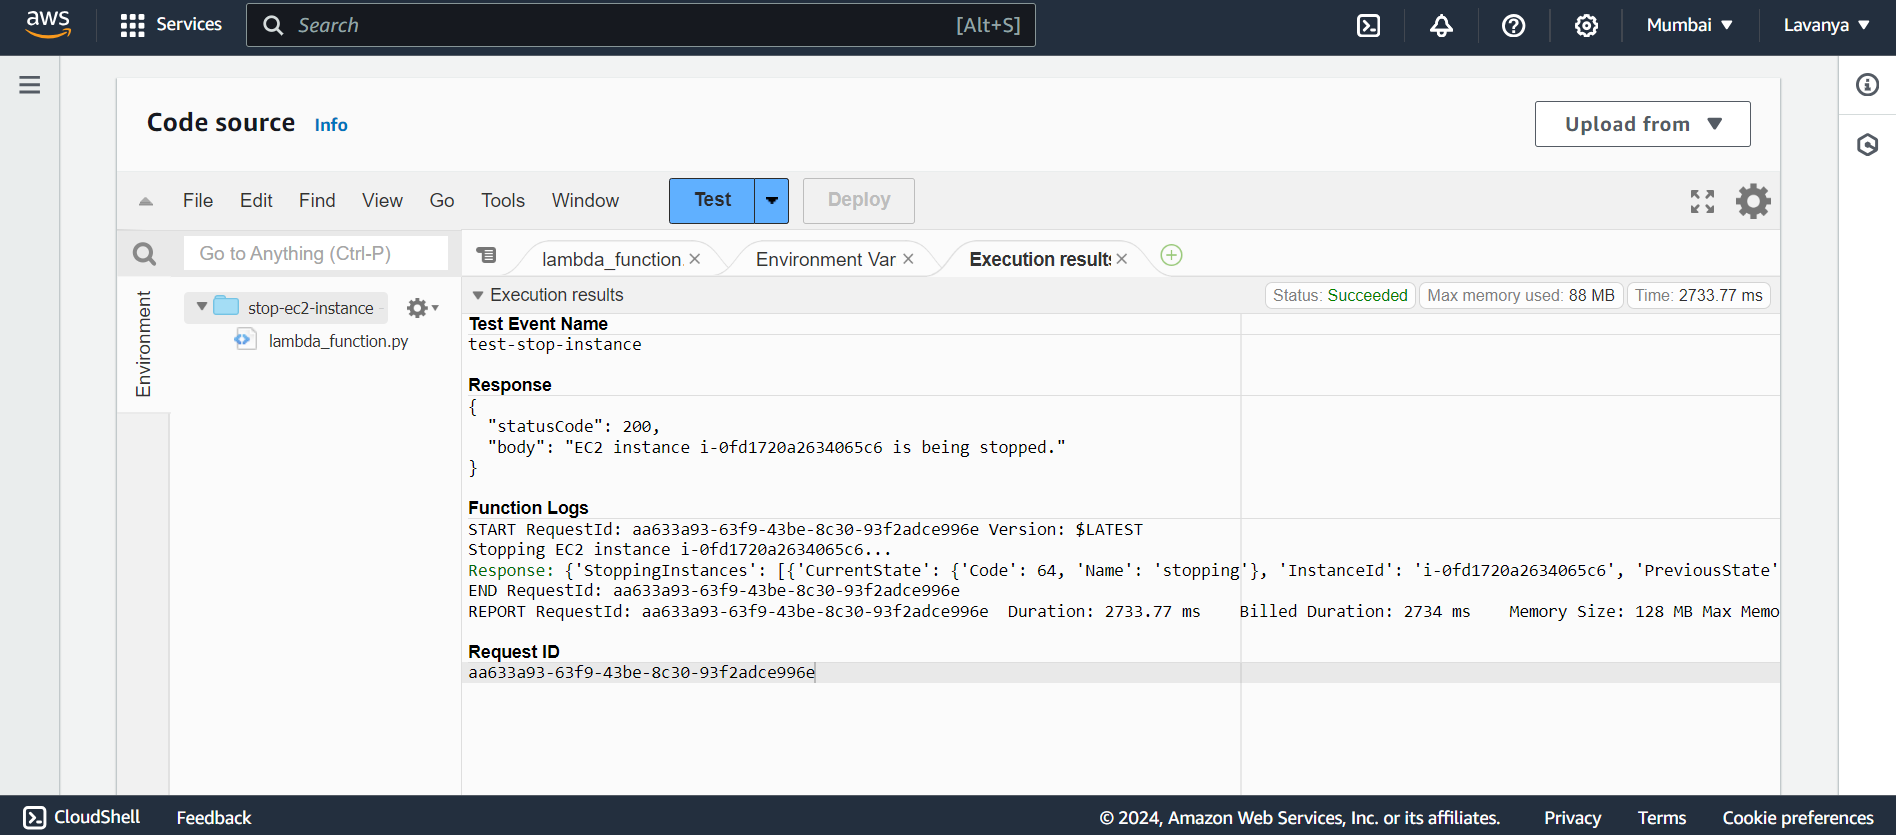 aws
Services
Search
[Alt+S]
Mumbai ▼
Lavanya ▼
Code source
Info
Upload from ▼
File
Edit
Find
View
Go
Tools
Window
Test
Deploy
Go to Anything (Ctrl-P)
lambda_function.
Environment Var
Execution results
Environment
stop-ec2-instance -
lambda_function.py
▼ Execution results
Status: Succeeded
Max memory used: 88 MB
Time: 2733.77 ms
Test Event Name
test-stop-instance
Response
{
  "statusCode": 200,
  "body": "EC2 instance i-0fd1720a2634065c6 is being stopped."
}
Function Logs
START RequestId: aa633a93-63f9-43be-8c30-93f2adce996e Version: $LATEST
Stopping EC2 instance i-0fd1720a2634065c6...
Response: {'StoppingInstances': [{'CurrentState': {'Code': 64, 'Name': 'stopping'}, 'InstanceId': 'i-0fd1720a2634065c6', 'PreviousState'
END RequestId: aa633a93-63f9-43be-8c30-93f2adce996e
REPORT RequestId: aa633a93-63f9-43be-8c30-93f2adce996e  Duration: 2733.77 ms    Billed Duration: 2734 ms    Memory Size: 128 MB Max Memo
Request ID
aa633a93-63f9-43be-8c30-93f2adce996e
CloudShell
Feedback
© 2024, Amazon Web Services, Inc. or its affiliates.
Privacy
Terms
Cookie preferences